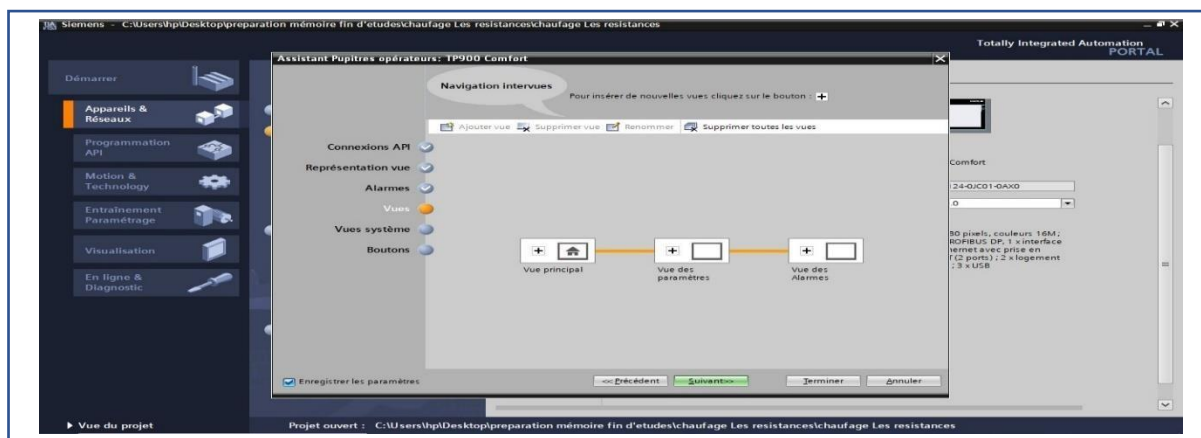 Siemens - C:\Users\hp\Desktop\preparation mémoire fin d'etudes\chaufage Les resistances\chaufage Les resistances
Totally Integrated Automation
PORTAL
Démarrer
Appareils &
Réseaux
Programmation
API
Motion &
Technology
Entraînement
Paramétrage
Visualisation
En ligne &
Diagnostic
Assistant Pupitres opérateurs: TP900 Comfort
Navigation intervues
Pour insérer de nouvelles vues cliquez sur le bouton :
Ajouter vue Supprimer vue Renommer Supprimer toutes les vues
Connexions API
Représentation vue
Alarmes
Vues
Vues système
Boutons
Vue principal
Vue des
paramètres
Vue des
Alarmes
Enregistrer les paramètres
<< Précédent Suivant>> Terminer Annuler
Comfort
124-0JC01-0AX0
.0
80 pixels, couleurs 16M;
ROFIBUS DP, 1 x interface
ernet avec prise en
T (2 ports) ; 2 x logement
; 3 x USB
Vue du projet
Projet ouvert : C:\Users\hp\Desktop\preparation mémoire fin d'etudes\chaufage Les resistances\chaufage Les resistances